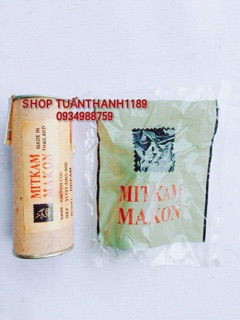 SHOP TUẤNTHANH1189
0934988759
MADE IN
THAILAND
MITKAM
MAKON
MITKAM
MAKON